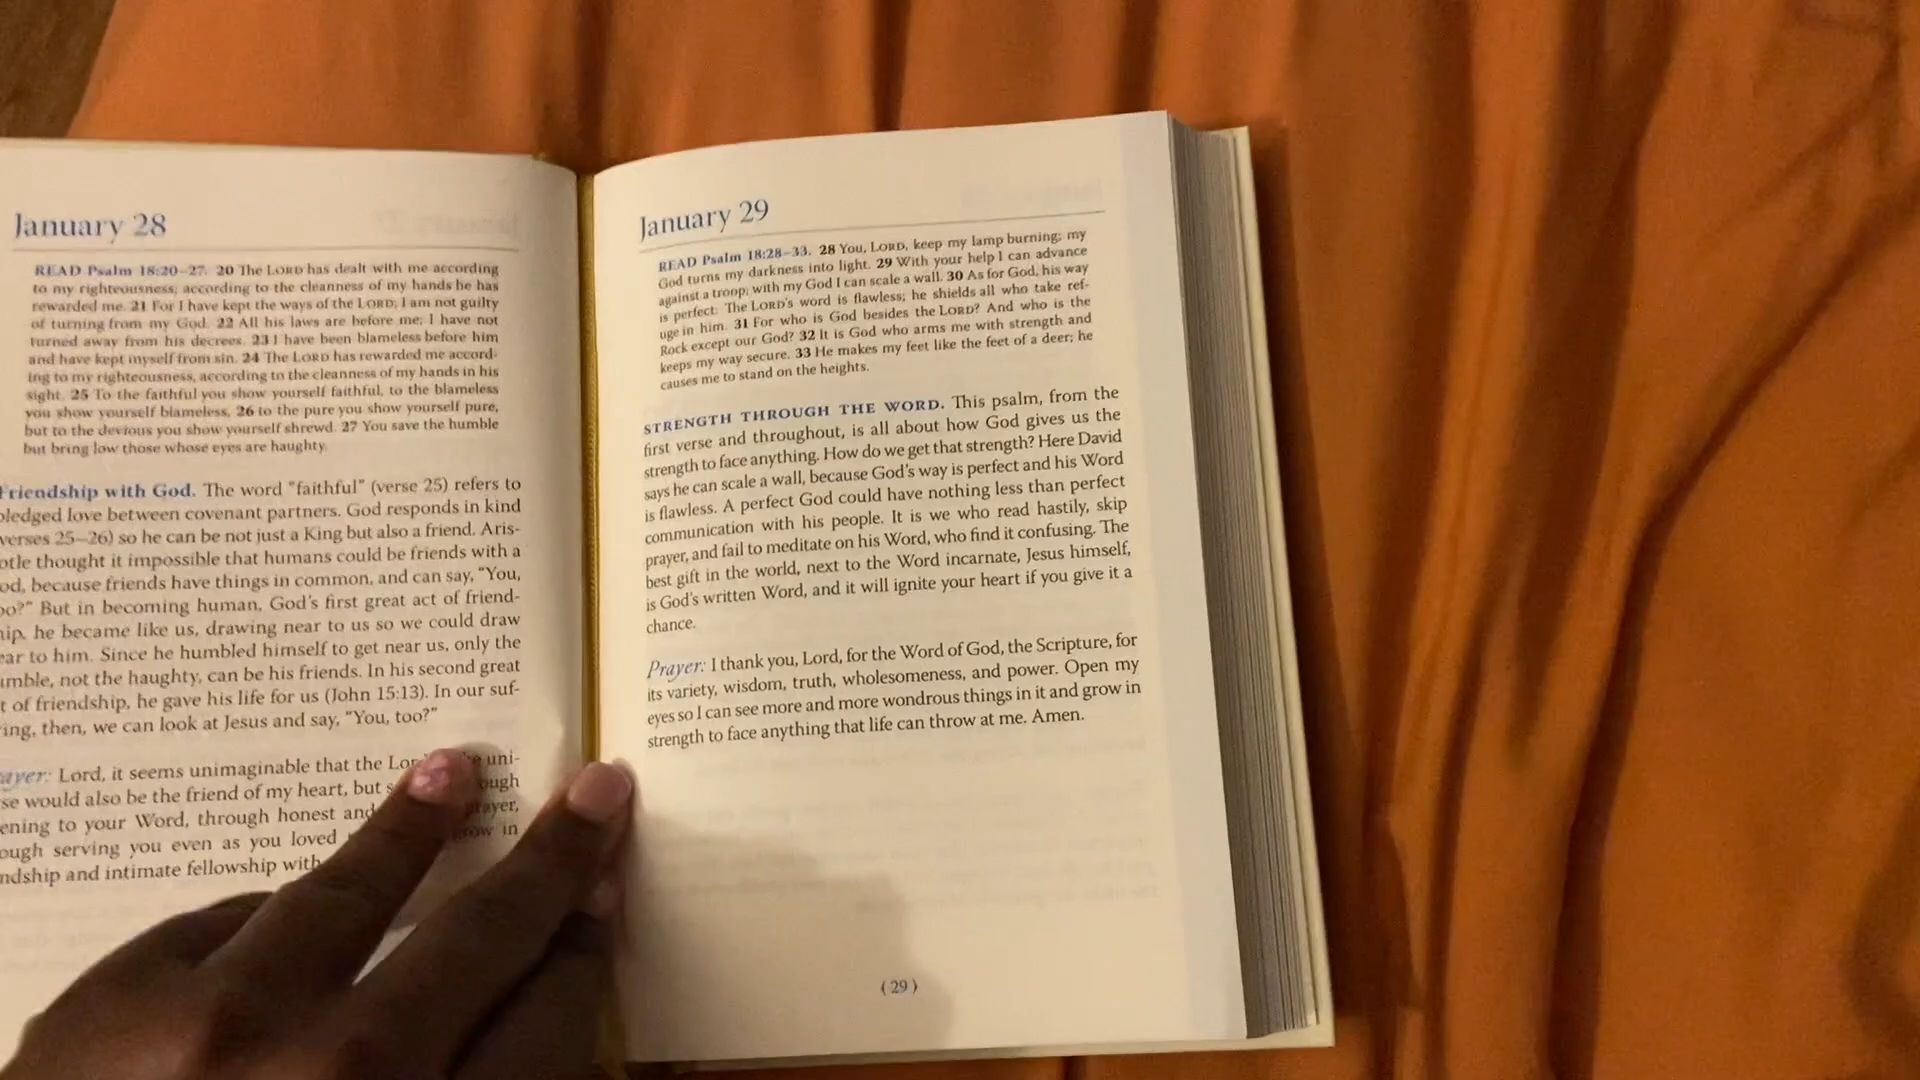 January 28
READ Psalm 18:20–27. 20 The LORD has dealt with me according
to my righteousness; according to the cleanness of my hands he has
rewarded me. 21 For I have kept the ways of the LORD; I am not guilty
of turning from my God. 22 All his laws are before me; I have not
turned away from his decrees. 23 I have been blameless before him
and have kept myself from sin. 24 The LORD has rewarded me accord-
ing to my righteousness, according to the cleanness of my hands in his
sight. 25 To the faithful you show yourself faithful, to the blameless
you show yourself blameless, 26 to the pure you show yourself pure,
but to the devious you show yourself shrewd. 27 You save the humble
but bring low those whose eyes are haughty.
Friendship with God. The word “faithful” (verse 25) refers to
pledged love between covenant partners. God responds in kind
verses 25–26) so he can be not just a King but also a friend. Aris-
otle thought it impossible that humans could be friends with a
od, because friends have things in common, and can say, “You,
oo?” But in becoming human, God’s first great act of friend-
ip, he became like us, drawing near to us so we could draw
ear to him. Since he humbled himself to get near us, only the
umble, not the haughty, can be his friends. In his second great
t of friendship, he gave his life for us (John 15:13). In our suf-
ing, then, we can look at Jesus and say, “You, too?”
ayer: Lord, it seems unimaginable that the Lor uni-
se would also be the friend of my heart, but s ough
ening to your Word, through honest and prayer,
ough serving you even as you loved grow in
ndship and intimate fellowship with
January 29
READ Psalm 18:28–33. 28 You, LORD, keep my lamp burning; my
God turns my darkness into light. 29 With your help I can advance
against a troop; with my God I can scale a wall. 30 As for God, his way
is perfect: The LORD’s word is flawless; he shields all who take ref-
uge in him. 31 For who is God besides the LORD? And who is the
Rock except our God? 32 It is God who arms me with strength and
keeps my way secure. 33 He makes my feet like the feet of a deer; he
causes me to stand on the heights.
STRENGTH THROUGH THE WORD. This psalm, from the
first verse and throughout, is all about how God gives us the
strength to face anything. How do we get that strength? Here David
says he can scale a wall, because God’s way is perfect and his Word
is flawless. A perfect God could have nothing less than perfect
communication with his people. It is we who read hastily, skip
prayer, and fail to meditate on his Word, who find it confusing. The
best gift in the world, next to the Word incarnate, Jesus himself,
is God’s written Word, and it will ignite your heart if you give it a
chance.
Prayer: I thank you, Lord, for the Word of God, the Scripture, for
its variety, wisdom, truth, wholesomeness, and power. Open my
eyes so I can see more and more wondrous things in it and grow in
strength to face anything that life can throw at me. Amen.
(29)